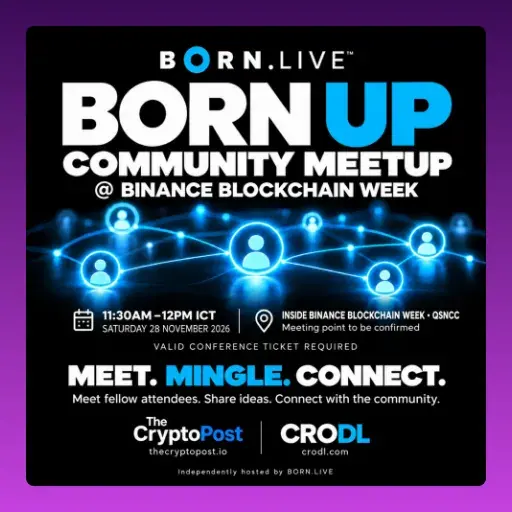 BORN.LIVE™
BORN UP
COMMUNITY MEETUP
@ BINANCE BLOCKCHAIN WEEK
11:30AM–12PM ICT
SATURDAY 28 NOVEMBER 2026
INSIDE BINANCE BLOCKCHAIN WEEK • QSNCC
Meeting point to be confirmed
VALID CONFERENCE TICKET REQUIRED
MEET. MINGLE. CONNECT.
Meet fellow attendees. Share ideas. Connect with the community.
The
CryptoPost
thecryptopost.io
CRODL
crodl.com
Independently hosted by BORN.LIVE